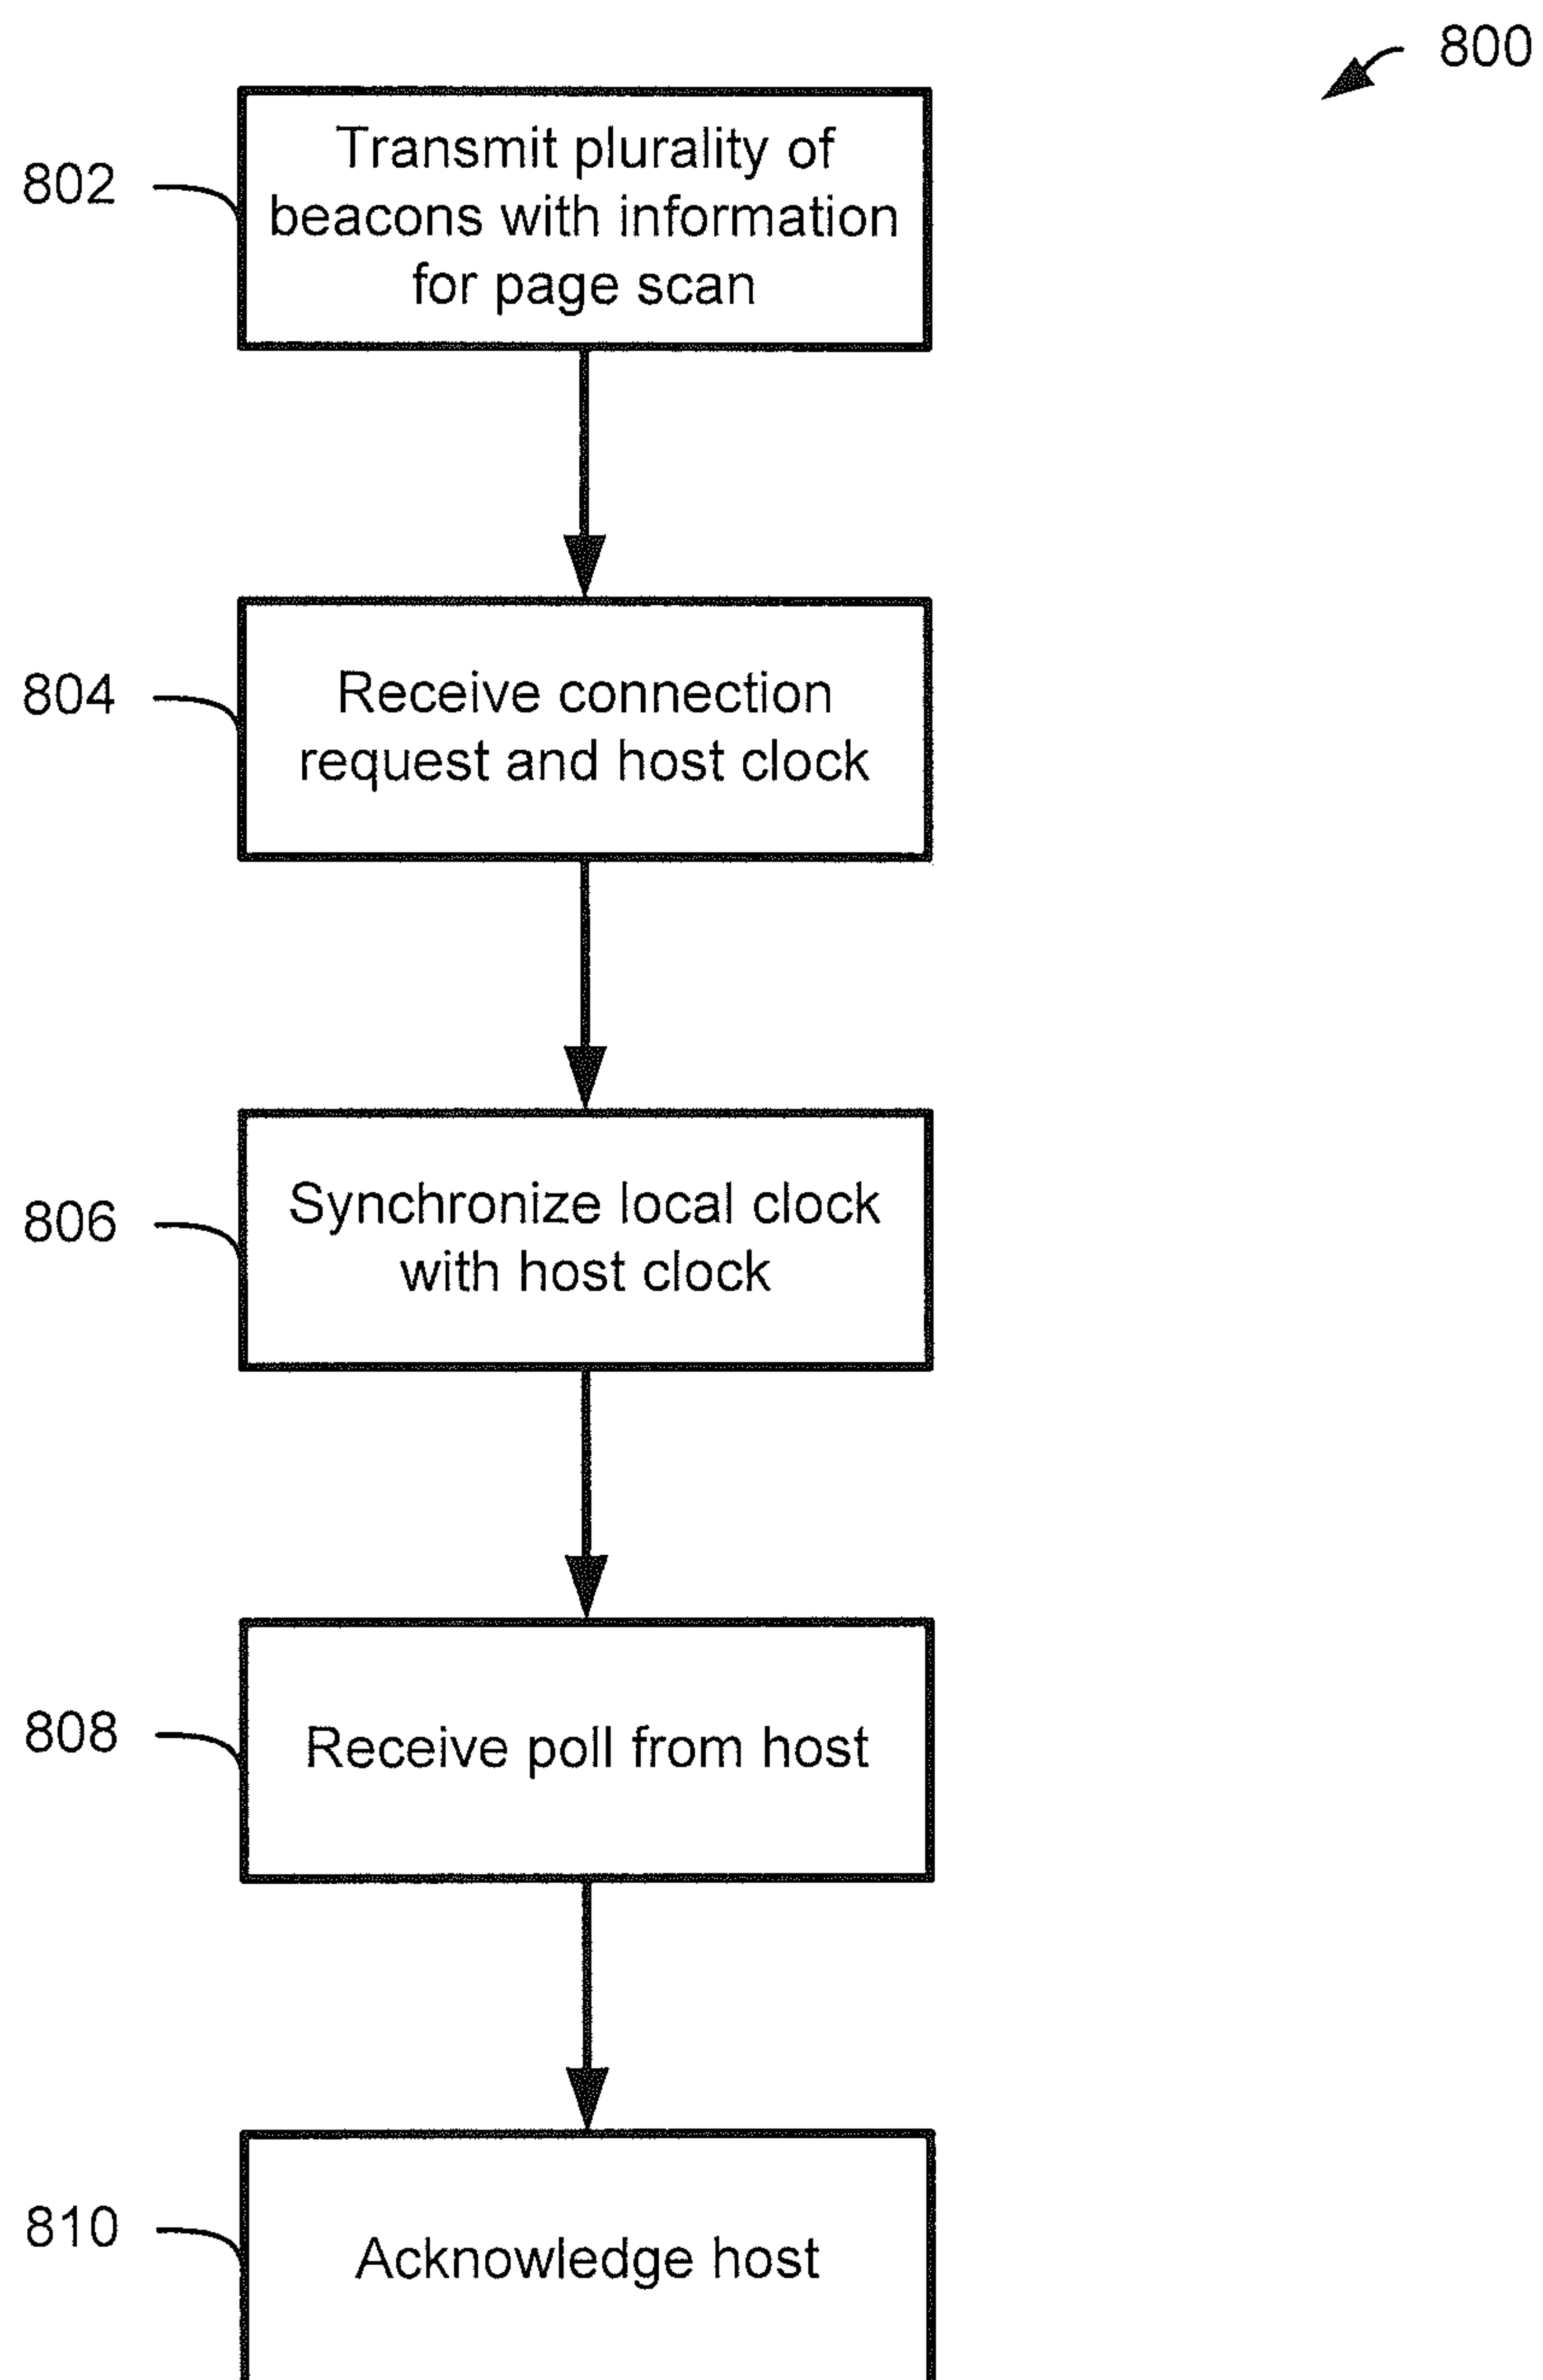 800
802
Transmit plurality of
beacons with information
for page scan
804
Receive connection
request and host clock
806
Synchronize local clock
with host clock
808
Receive poll from host
810
Acknowledge host